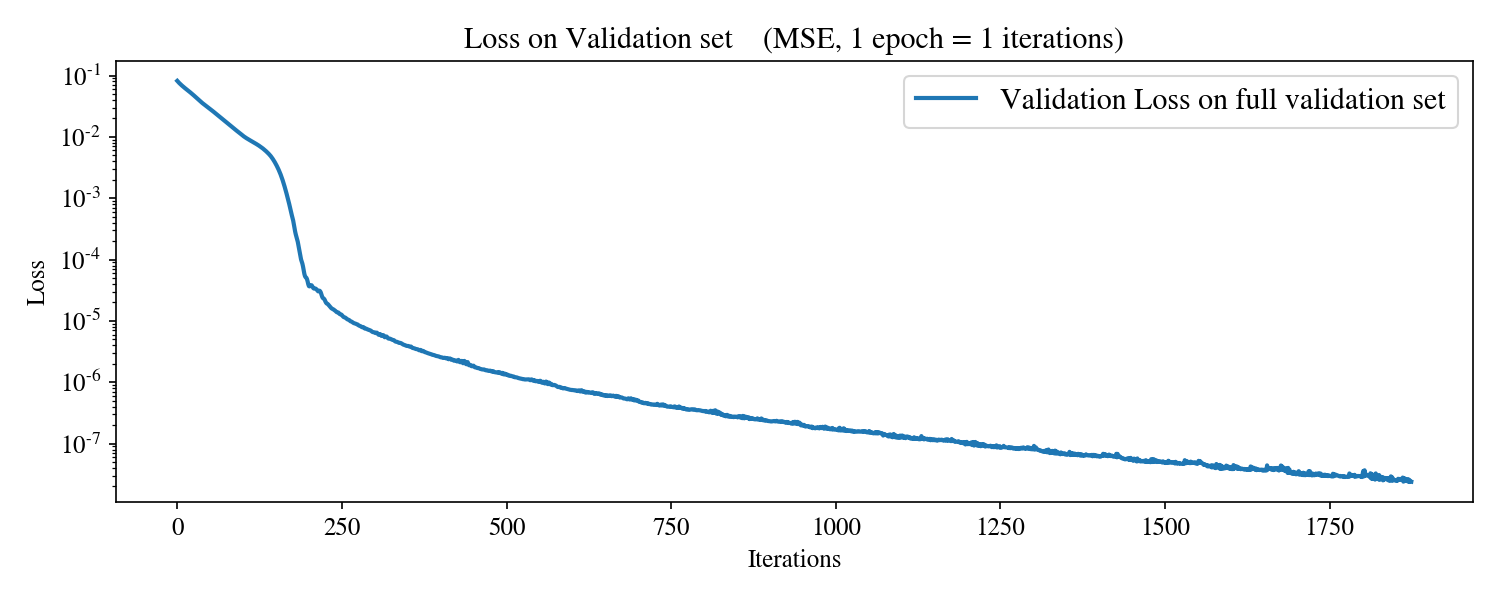 Loss on Validation set (MSE, 1 epoch = 1 iterations)
Validation Loss on full validation set
10^-1
10^-2
10^-3
10^-4
10^-5
10^-6
10^-7
Loss
0 250 500 750 1000 1250 1500 1750
Iterations